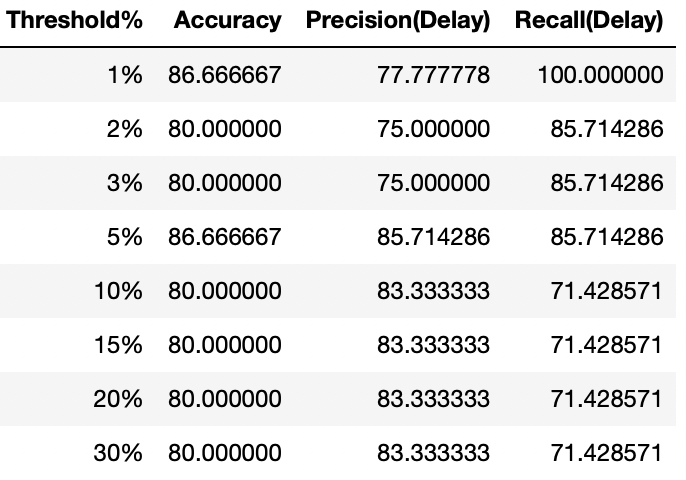 Threshold% Accuracy Precision(Delay) Recall(Delay)
1% 86.666667 77.777778 100.000000
2% 80.000000 75.000000 85.714286
3% 80.000000 75.000000 85.714286
5% 86.666667 85.714286 85.714286
10% 80.000000 83.333333 71.428571
15% 80.000000 83.333333 71.428571
20% 80.000000 83.333333 71.428571
30% 80.000000 83.333333 71.428571